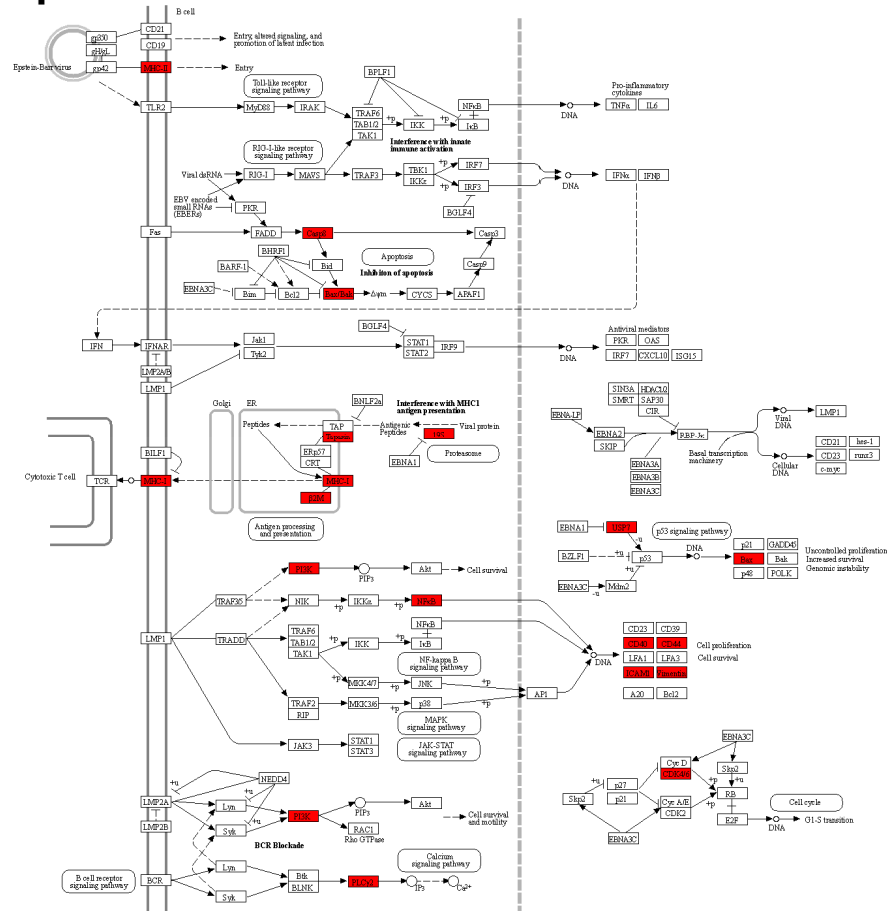 B cell
gp350
CD21
gH/gL
CD19
Entry, altered signaling, and
promotion of latent infection
Epstein-Barr virus
gp42
MHC-II
Entry
Toll-like receptor
signaling pathway
BPLF1
TLR2
MyD88
IRAK
TRAF6
TAB1/2
TAK1
+p
IKK
+p
NFκB
IκB
DNA
Pro-inflammatory
cytokines
TNFα
IL6
Interference with innate
immune activation
RIG-I-like receptor
signaling pathway
Viral dsRNA
RIG-I
MAVS
TRAF3
TBK1
IKKε
+p
+p
IRF7
IRF3
DNA
IFNα
IFNβ
EBV encoded
small RNAs
(EBERs)
PKR
BGLF4
Fas
FADD
Casp8
Casp3
BHRF1
Apoptosis
Inhibiton of apoptosis
BARF-1
Bid
Casp9
EBNA3C
Bim
Bcl2
Bax/Bak
Δψm
CYCS
APAF1
IFN
IFNAR
Jak1
Tyk2
BGLF4
STAT1
STAT2
IRF9
DNA
Antiviral mediators
PKR
OAS
IRF7
CXCL10
ISG15
LMP2A/B
LMP1
Golgi
ER
BNLF2a
Interference with MHC1
antigen presentation
Peptides
TAP
Tapasin
Antigenic
Peptides
Viral protein
ERp57
CRT
EBNA1
Proteasome
BILF1
Cytotoxic T cell
TCR
MHC-I
MHC-I
β2M
Antigen processing
and presentation
SIN3A
HDAC1/2
SMRT
SAP30
CIR
EBNA-LP
EBNA2
SKIP
RBP-Jκ
Viral
DNA
LMP1
Basal transcription
machinery
Cellular
DNA
CD21
hes-1
CD23
runx3
c-myc
EBNA3A
EBNA3B
EBNA3C
EBNA1
USP7
p53 signaling pathway
-u
BZLF1
+u
p53
+u
DNA
p21
GADD45
Bax
Bak
p48
POLK
Uncontrolled proliferation
Increased survival
Genomic instability
EBNA3C
-u
Mdm2
PI3K
PIP3
Akt
Cell survival
TRAF3/5
NIK
+p
IKKα
+p
NFκB
LMP1
TRADD
TRAF6
TAB1/2
TAK1
+p
IKK
+p
NFκB
IκB
NF-kappa B
signaling pathway
+p
MKK4/7
+p
JNK
+p
AP1
DNA
CD23
CD39
CD40
CD44
LFA1
LFA3
ICAM1
Vimentin
A20
Bcl2
Cell proliferation
Cell survival
TRAF2
RIP
+p
MKK3/6
+p
p38
+p
MAPK
signaling pathway
JAK3
STAT1
STAT3
JAK-STAT
signaling pathway
NEDD4
+u
LMP2A
LMP2B
Lyn
+u
Syk
PI3K
PIP3
Akt
RAC1
Rho GTPase
Cell survival
and motility
BCR Blockade
B cell receptor
signaling pathway
BCR
Lyn
Syk
Btk
BLNK
PLCγ2
Calcium
signaling pathway
IP3
Ca2+
EBNA3C
Cyc D
CDK4/6
Skp2
+u
p27
p21
Skp2
Cyc A/E
CDK2
+p
+p
+u
RB
E2F
DNA
Cell cycle
G1-S transition
EBNA3C